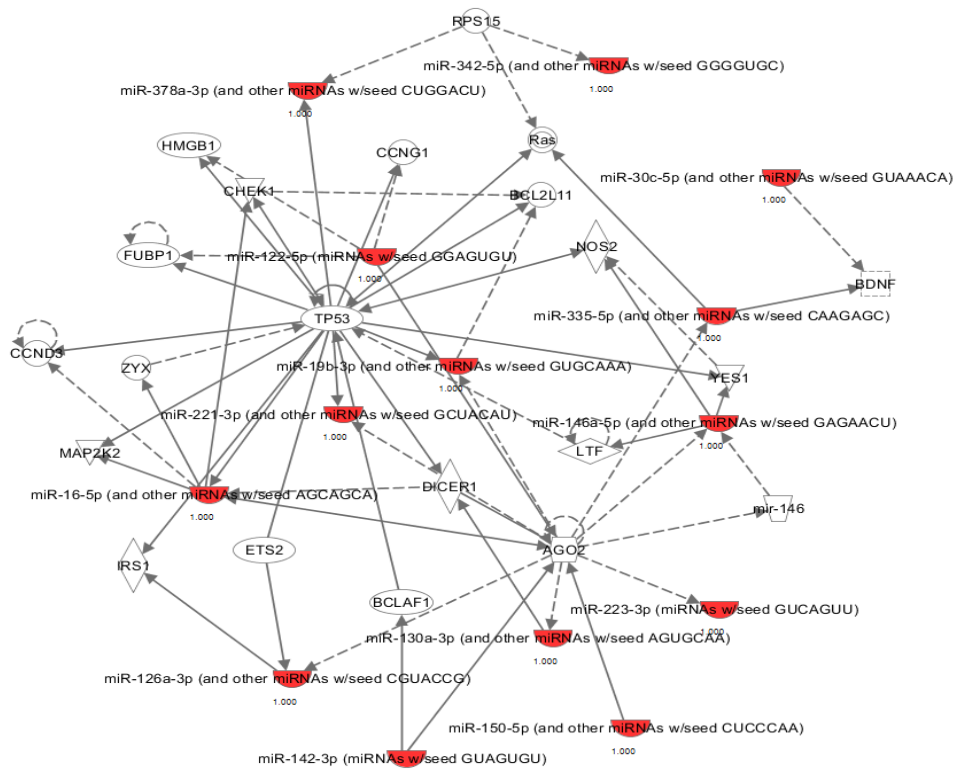 RPS15
miR-342-5p (and other miRNAs w/seed GGGGUGC)
1.000
miR-378a-3p (and other miRNAs w/seed CUGGACU)
1.000
Ras
HMGB1
CCNG1
miR-30c-5p (and other miRNAs w/seed GUAAACA)
1.000
CHEK1
BCL2L11
NOS2
FUBP1
miR-122-5p (miRNAs w/seed GGAGUGU)
1.000
BDNF
TP53
miR-335-5p (and other miRNAs w/seed CAAGAGC)
1.000
CCND3
ZYX
miR-19b-3p (and other miRNAs w/seed GUGCAAA)
1.000
YES1
miR-221-3p (and other miRNAs w/seed GCUACAU)
1.000
miR-146a-5p (and other miRNAs w/seed GAGAACU)
1.000
MAP2K2
LTF
miR-16-5p (and other miRNAs w/seed AGCAGCA)
1.000
DICER1
mir-146
ETS2
AGO2
IRS1
BCLAF1
miR-223-3p (miRNAs w/seed GUCAGUU)
1.000
miR-130a-3p (and other miRNAs w/seed AGUGCAA)
1.000
miR-126a-3p (and other miRNAs w/seed CGUACCG)
1.000
miR-150-5p (and other miRNAs w/seed CUCCCAA)
1.000
miR-142-3p (miRNAs w/seed GUAGUGU)